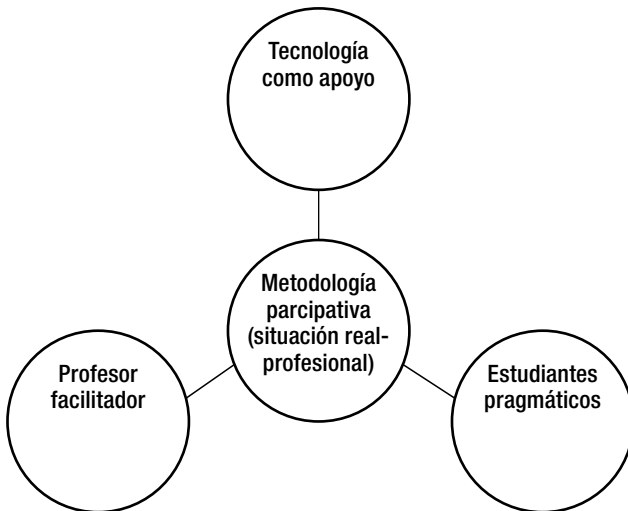 Tecnología
como apoyo
Metodología
parcipativa
(situación real-
profesional)
Profesor
facilitador
Estudiantes
pragmáticos